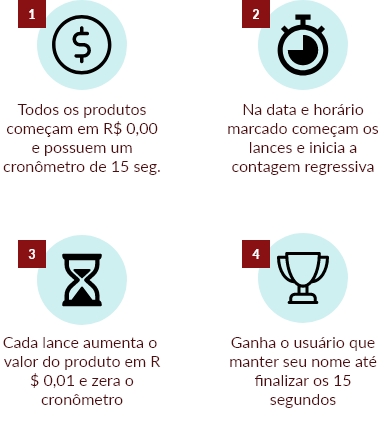 1
Todos os produtos
começam em R$ 0,00
e possuem um
cronômetro de 15 seg.
2
Na data e horário
marcado começam os
lances e inicia a
contagem regressiva
3
Cada lance aumenta o
valor do produto em R
$ 0,01 e zera o
cronômetro
4
Ganha o usuário que
manter seu nome até
finalizar os 15
segundos